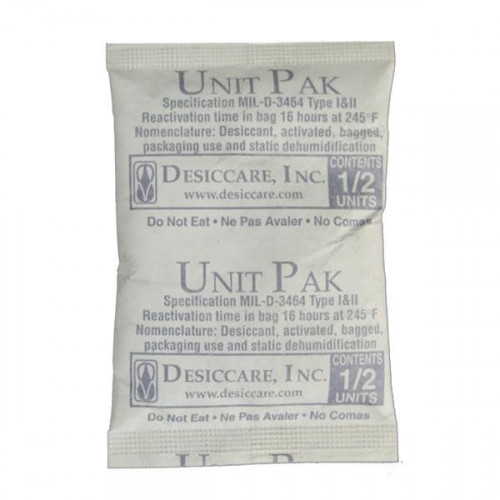 UNIT PAK
Specification MIL-D-3464 Type I&II
Reactivation time in bag 16 hours at 245°F
Nomenclature: Desiccant, activated, bagged,
packaging use and static dehumidification
DESICCARE, INC.
www.desiccare.com
CONTENTS
1/2
UNITS
Do Not Eat • Ne Pas Avaler • No Comas
UNIT PAK
Specification MIL-D-3464 Type I&II
Reactivation time in bag 16 hours at 245°F
Nomenclature: Desiccant, activated, bagged,
packaging use and static dehumidification
DESICCARE, INC.
www.desiccare.com
CONTENTS
1/2
UNITS
Do Not Eat • Ne Pas Avaler • No Comas